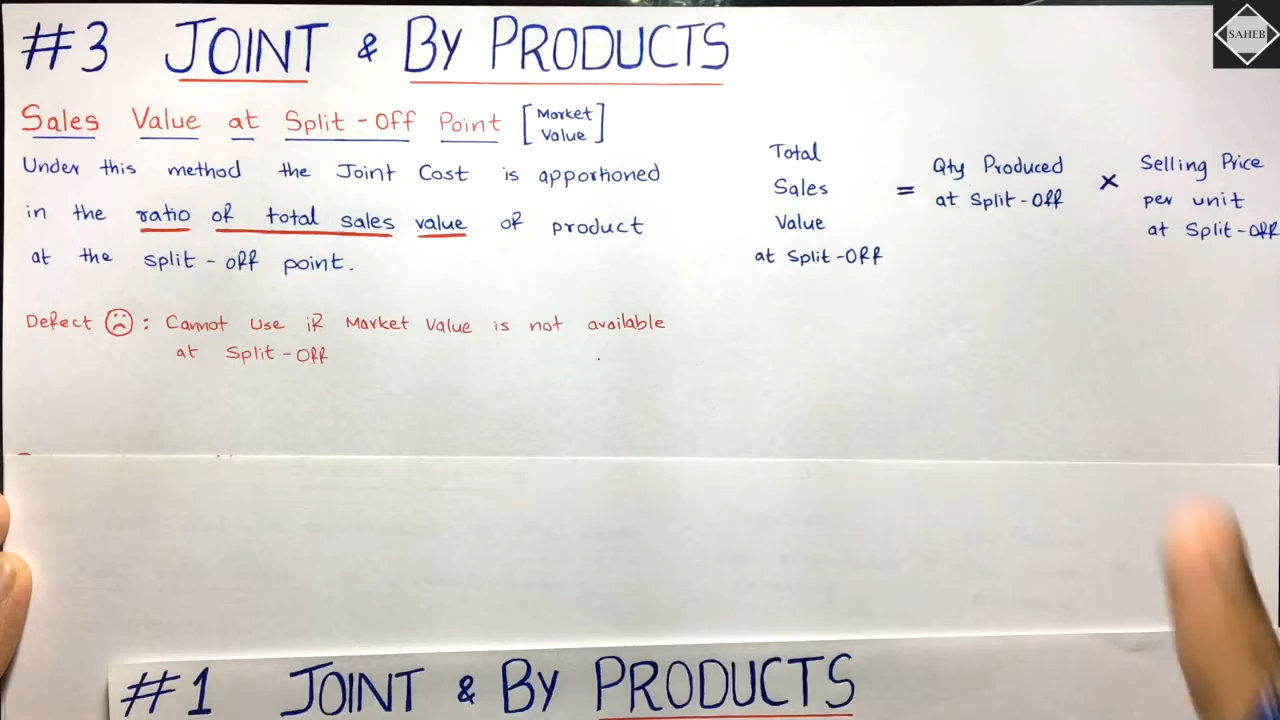 #3 JOINT & BY PRODUCTS
SAHEB
Sales Value at Split-Off Point [Market Value]
Under this method the Joint Cost is apportioned
in the ratio of total sales value of product
at the split-off point.
Total
Sales
Value
at Split-Off
=
Qty Produced
at Split-Off
×
Selling Price
per unit
at Split-Off
Defect ☹: Cannot Use if Market Value is not available
at Split-Off
#1 JOINT & BY PRODUCTS